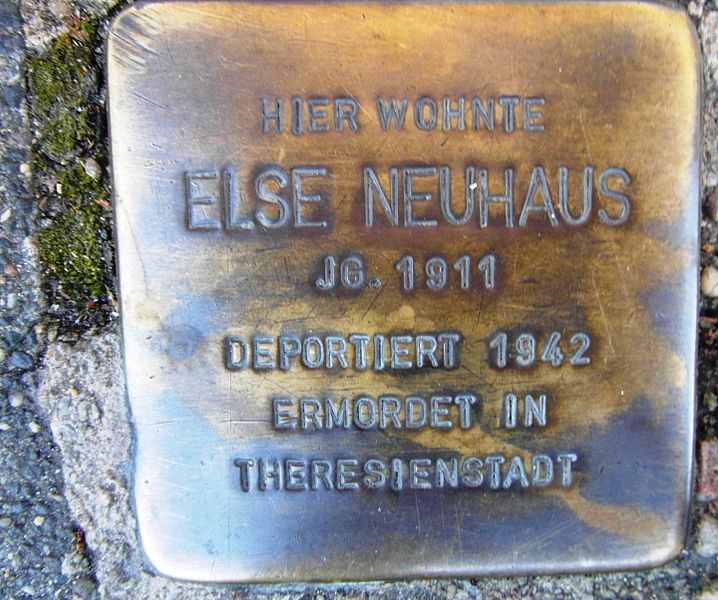 HIER WOHNTE
ELSE NEUHAUS
JG. 1911
DEPORTIERT 1942
ERMORDET IN
THERESIENSTADT